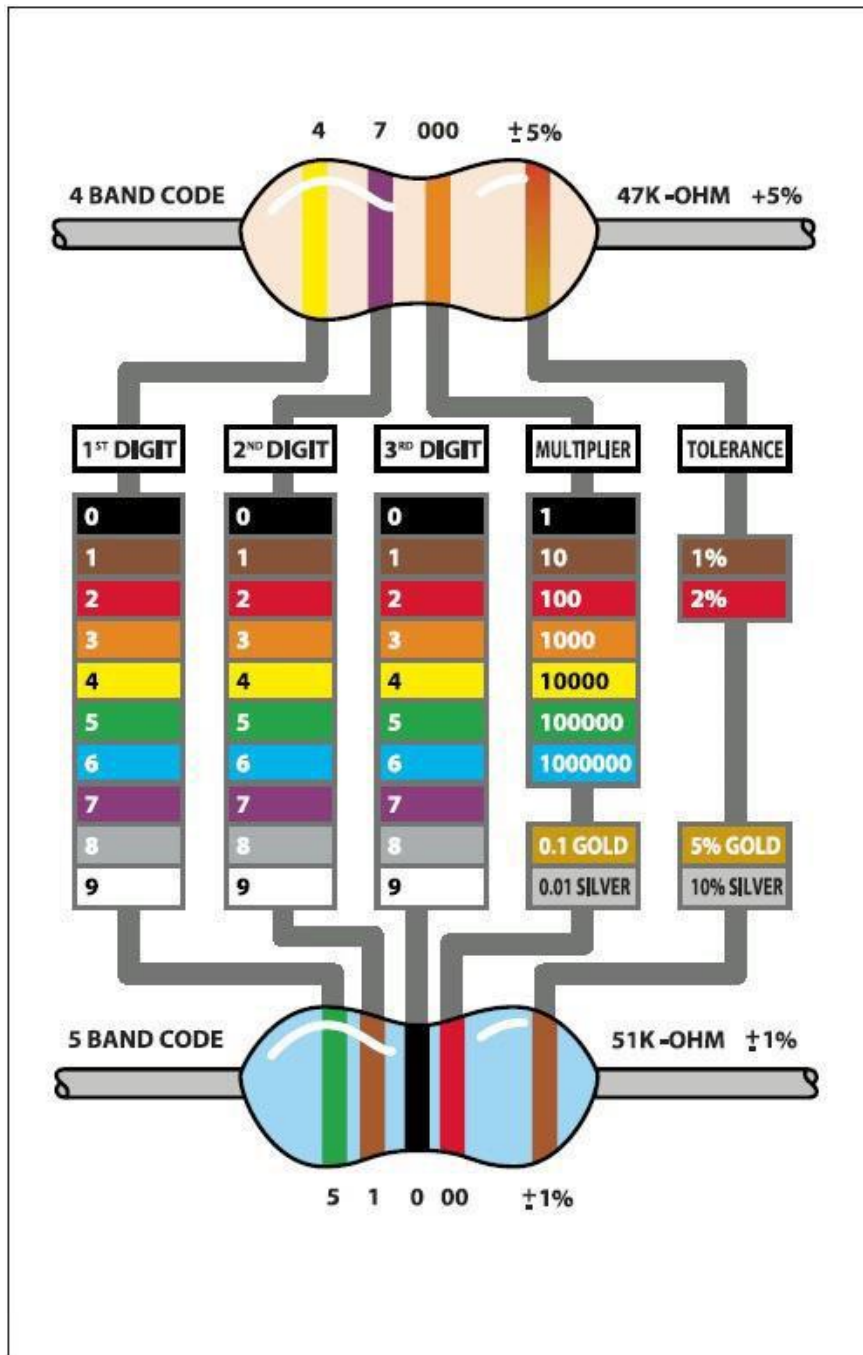 4 7 000 ±5%
4 BAND CODE 47K-OHM +5%
1ST DIGIT 2ND DIGIT 3RD DIGIT MULTIPLIER TOLERANCE
0 0 0 1
1 1 1 10 1%
2 2 2 100 2%
3 3 3 1000
4 4 4 10000
5 5 5 100000
6 6 6 1000000
7 7 7
8 8 8 0.1 GOLD 5% GOLD
9 9 9 0.01 SILVER 10% SILVER
5 BAND CODE 51K-OHM ±1%
5 1 0 00 ±1%